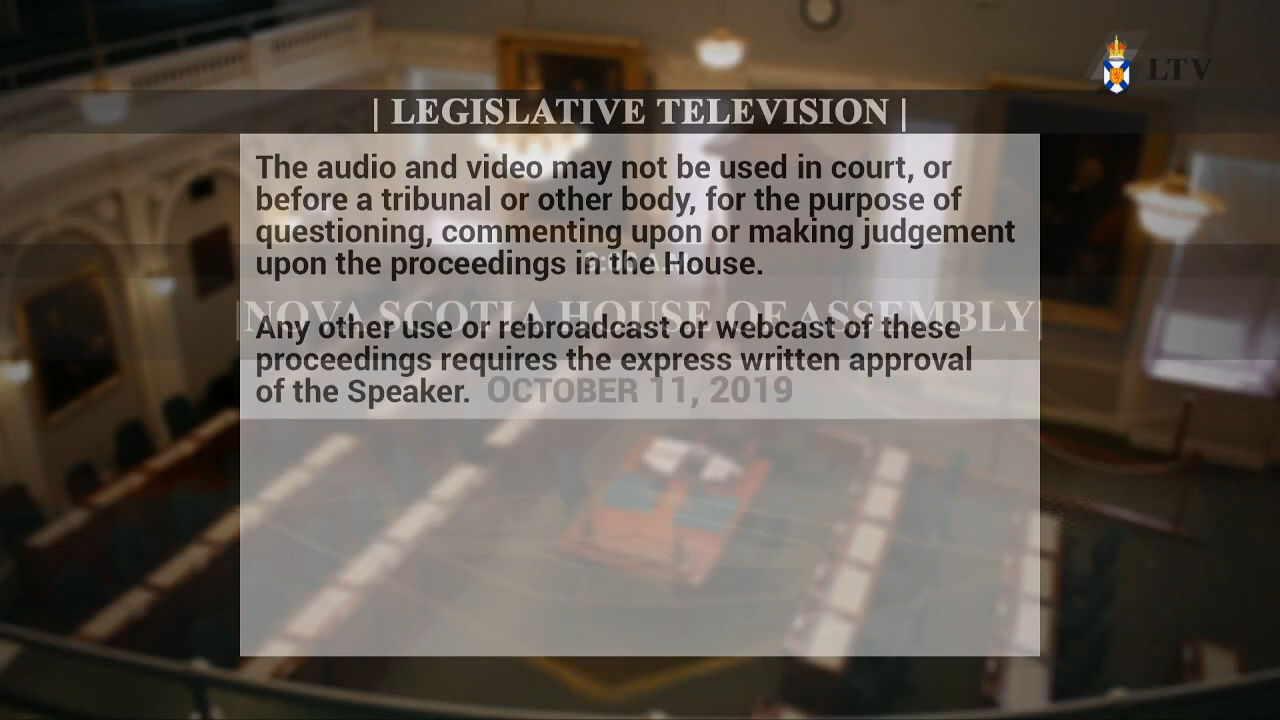 LTV
| LEGISLATIVE TELEVISION |
The audio and video may not be used in court, or
before a tribunal or other body, for the purpose of
questioning, commenting upon or making judgement
upon the proceedings in the House.
|NOVA SCOTIA HOUSE OF ASSEMBLY|
Any other use or rebroadcast or webcast of these
proceedings requires the express written approval
of the Speaker.
OCTOBER 11, 2019